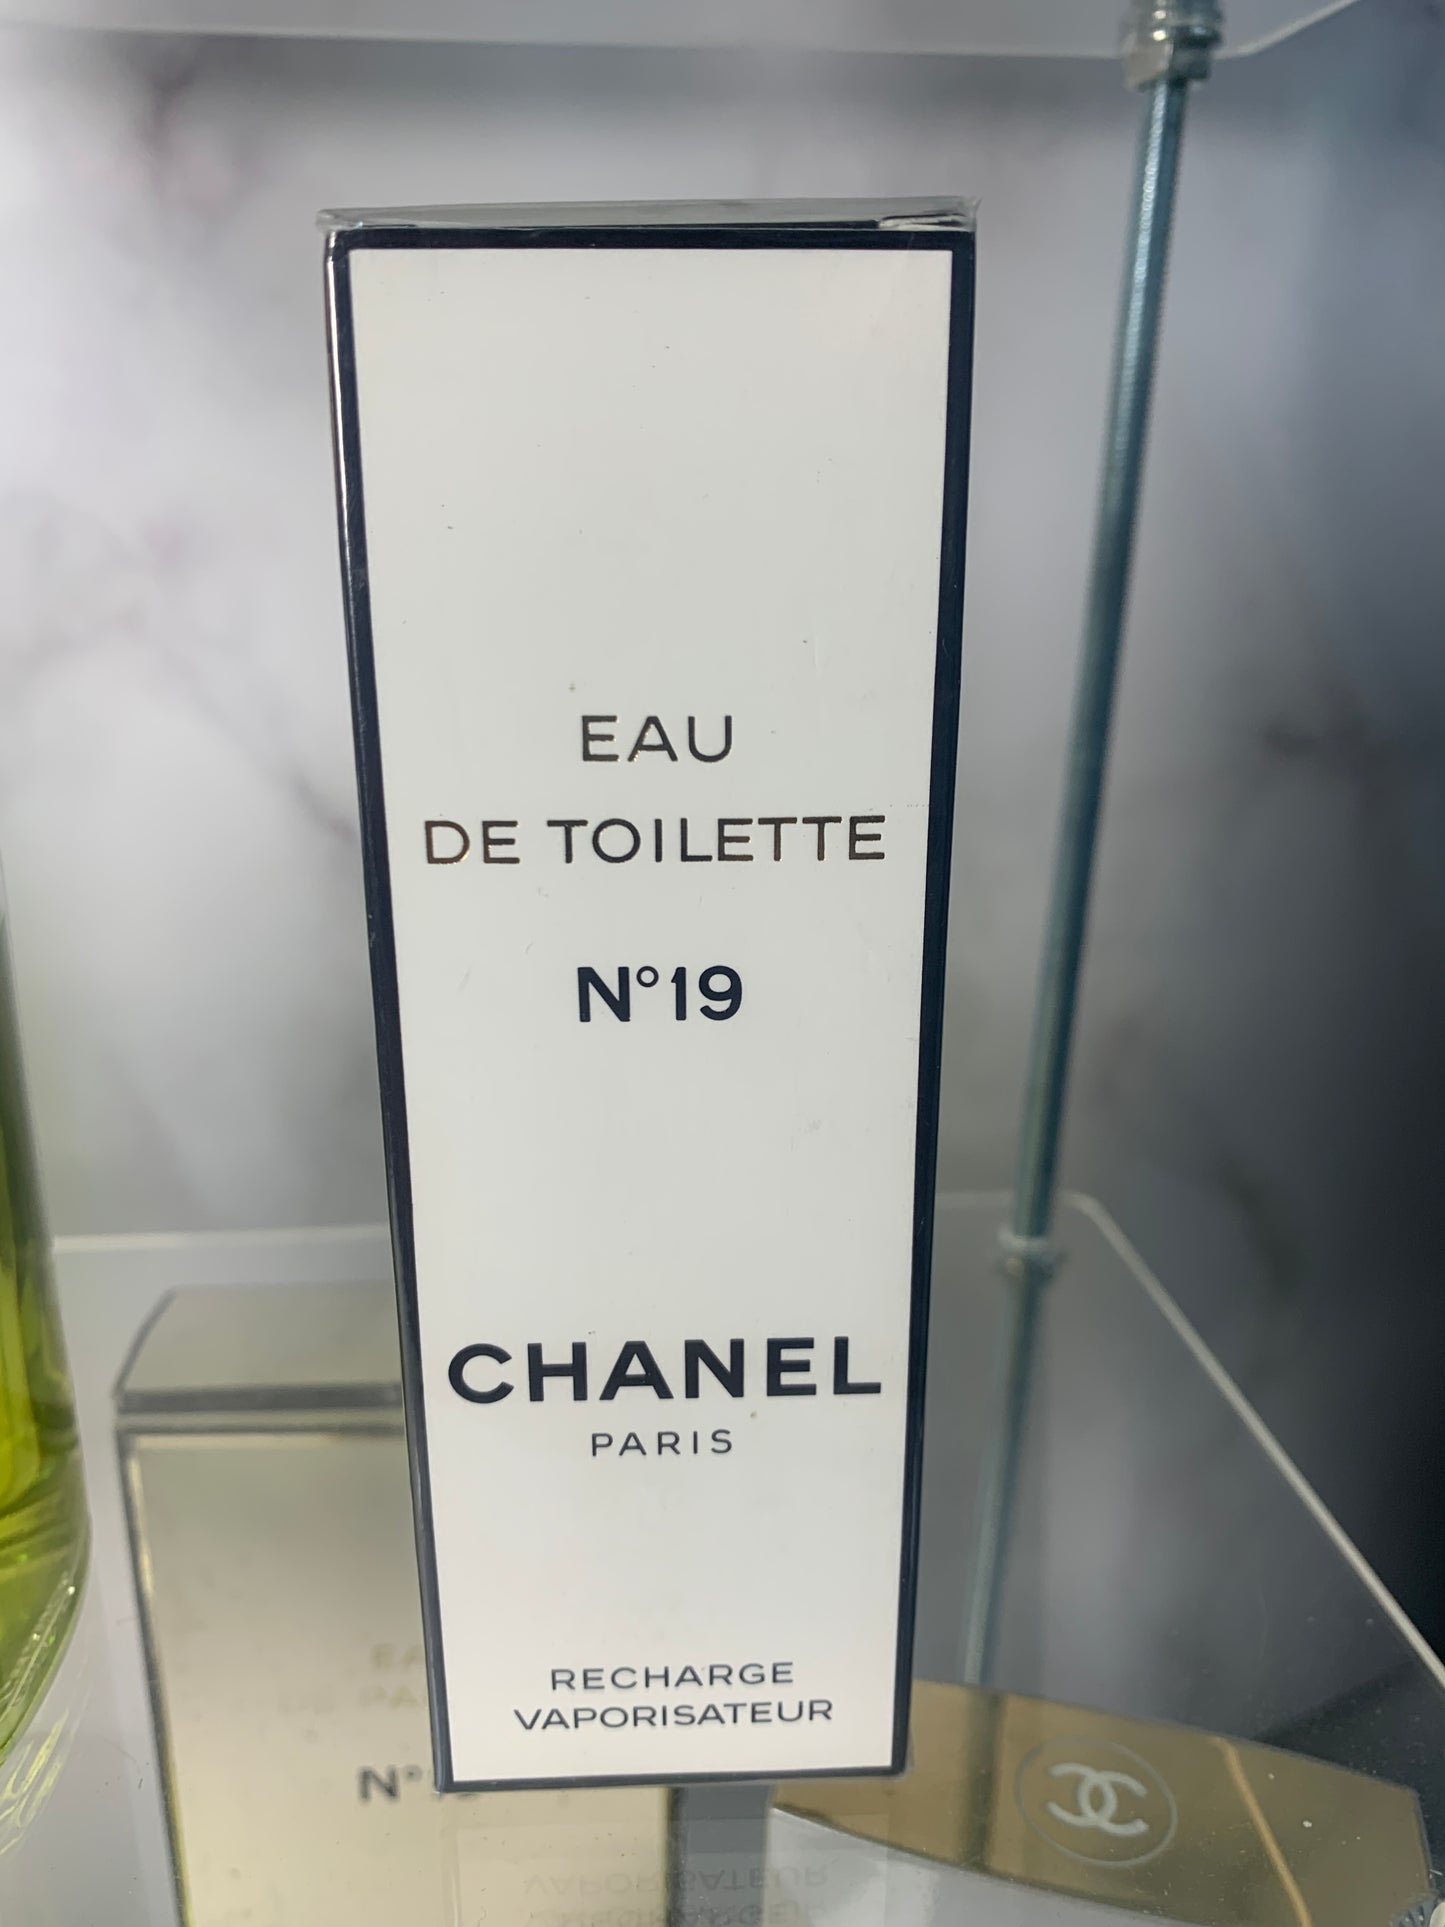 EAU
DE TOILETTE
N°19
CHANEL
PARIS
RECHARGE
VAPORISATEUR